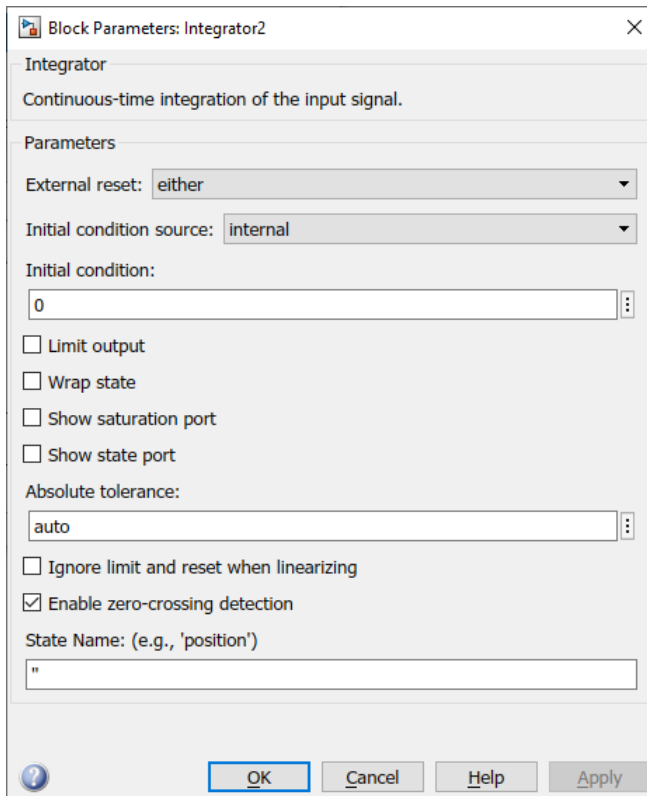 Block Parameters: Integrator2
Integrator
Continuous-time integration of the input signal.
Parameters
External reset: either
Initial condition source: internal
Initial condition:
0
Limit output
Wrap state
Show saturation port
Show state port
Absolute tolerance:
auto
Ignore limit and reset when linearizing
Enable zero-crossing detection
State Name: (e.g., 'position')
''
?
OK Cancel Help Apply